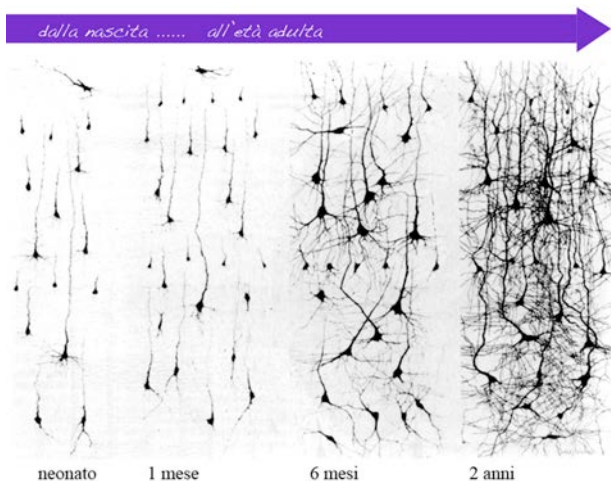 dalla nascita ...... all'età adulta
neonato 1 mese 6 mesi 2 anni